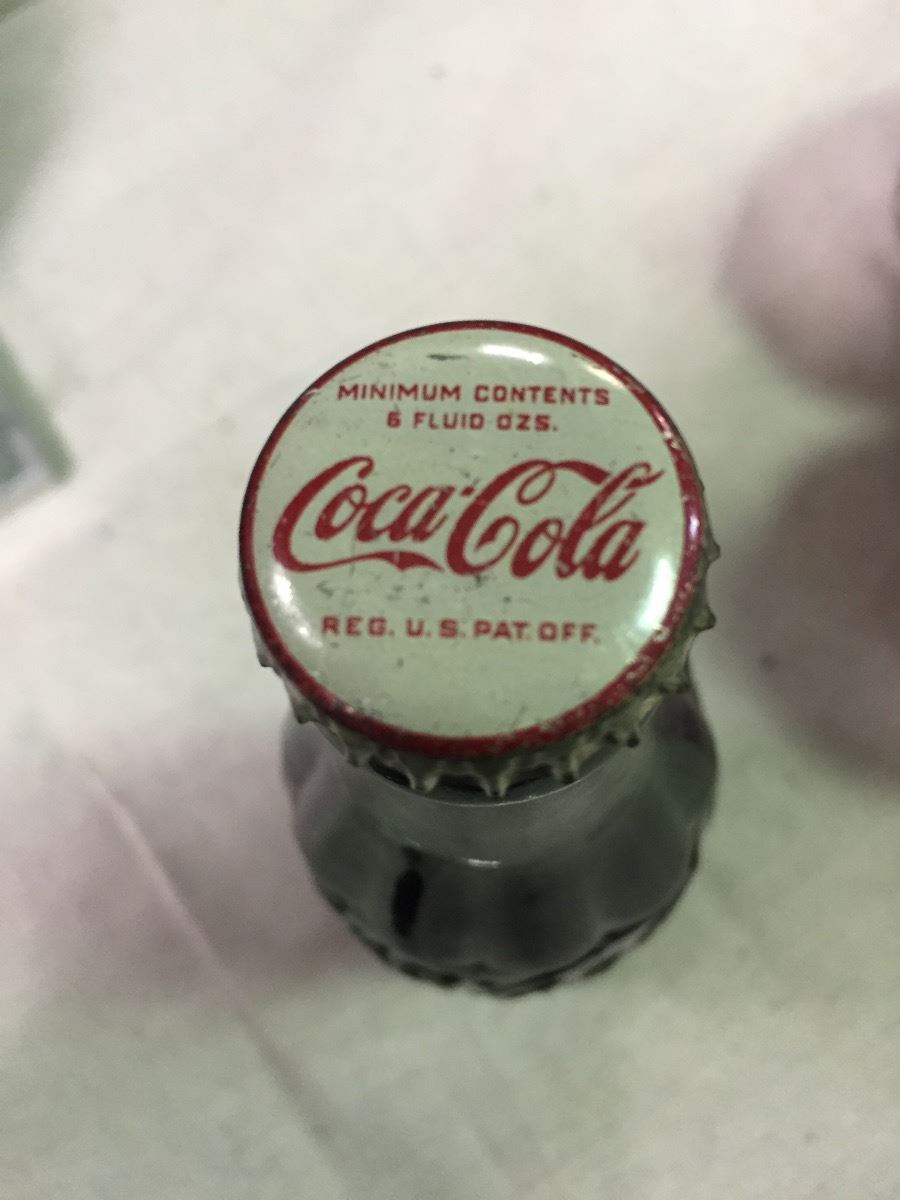 MINIMUM CONTENTS
6 FLUID OZS.
Coca-Cola
REG. U.S. PAT. OFF.